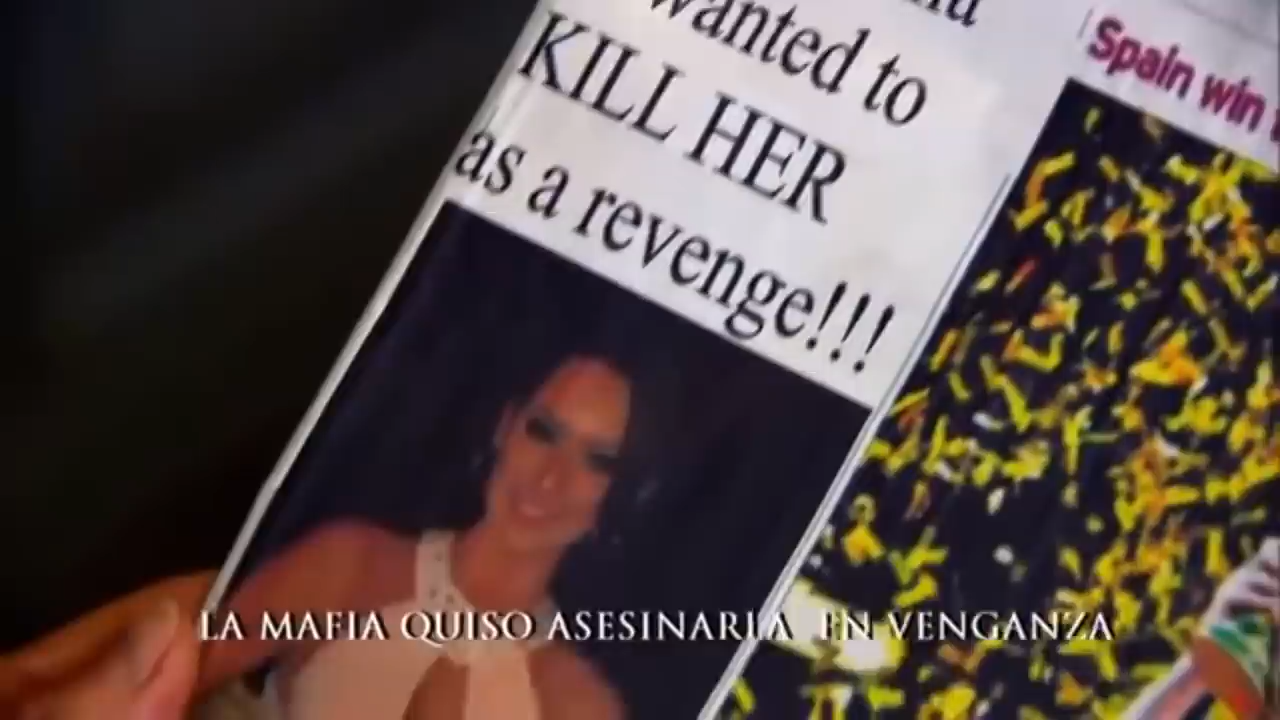 wanted to
KILL HER
as a revenge!!!
Spain win
LA MAFIA QUISO ASESINARLA EN VENGANZA